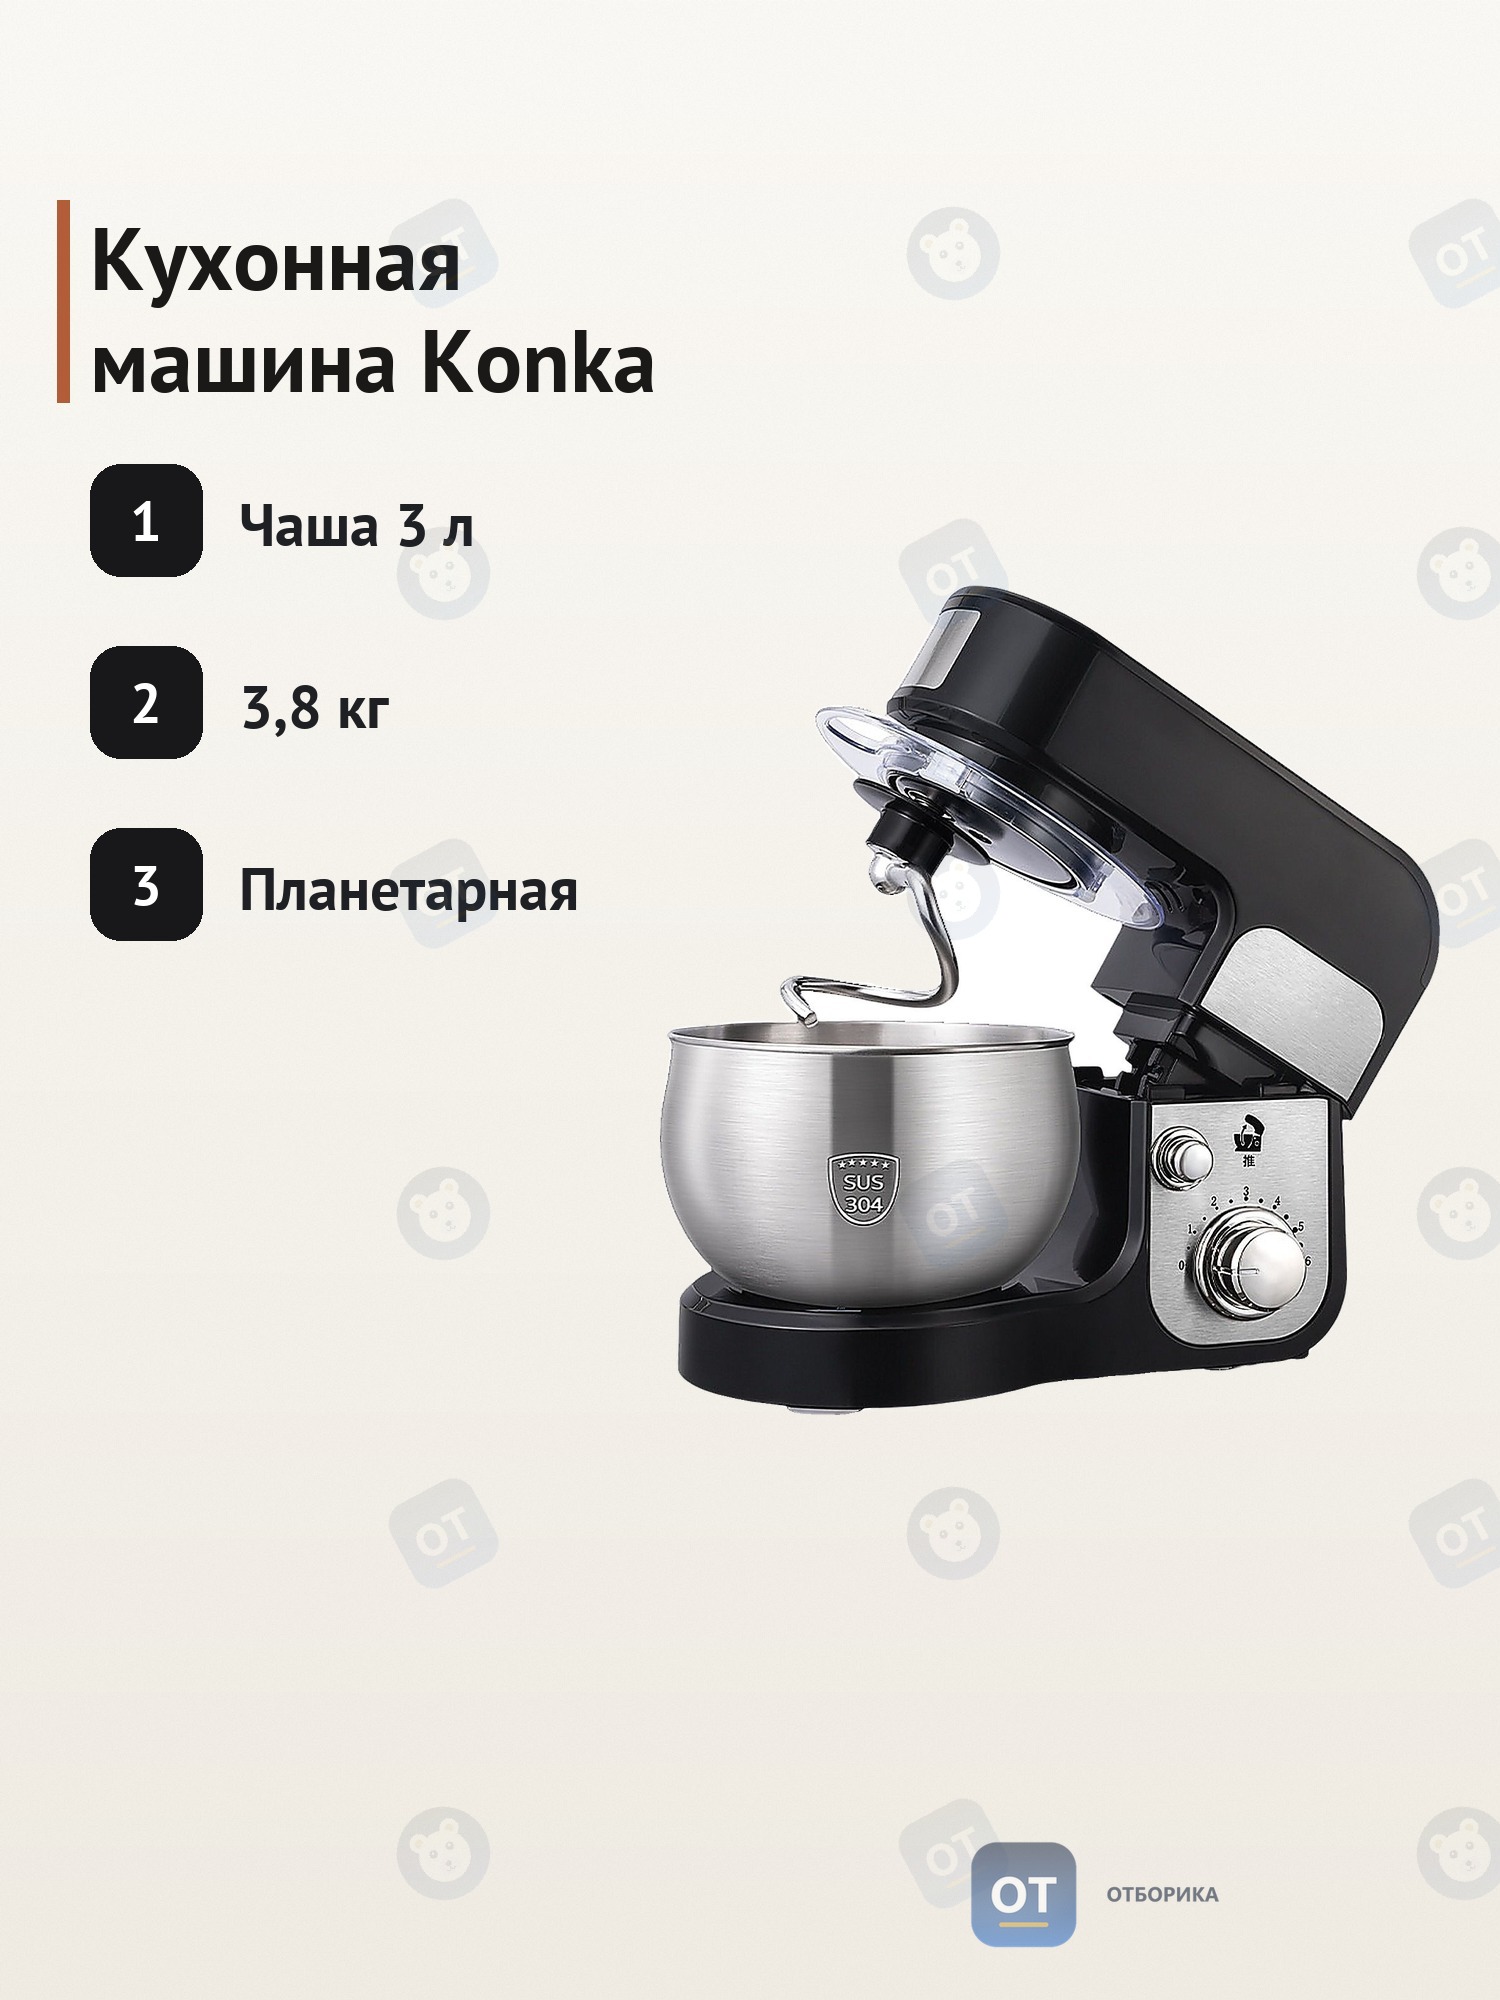 Кухонная
машина Konka
1 Чаша 3 л
2 3,8 кг
3 Планетарная
SUS
304
推
0 1 2 3 4 5 6
ОТ
ОТБОРИКА